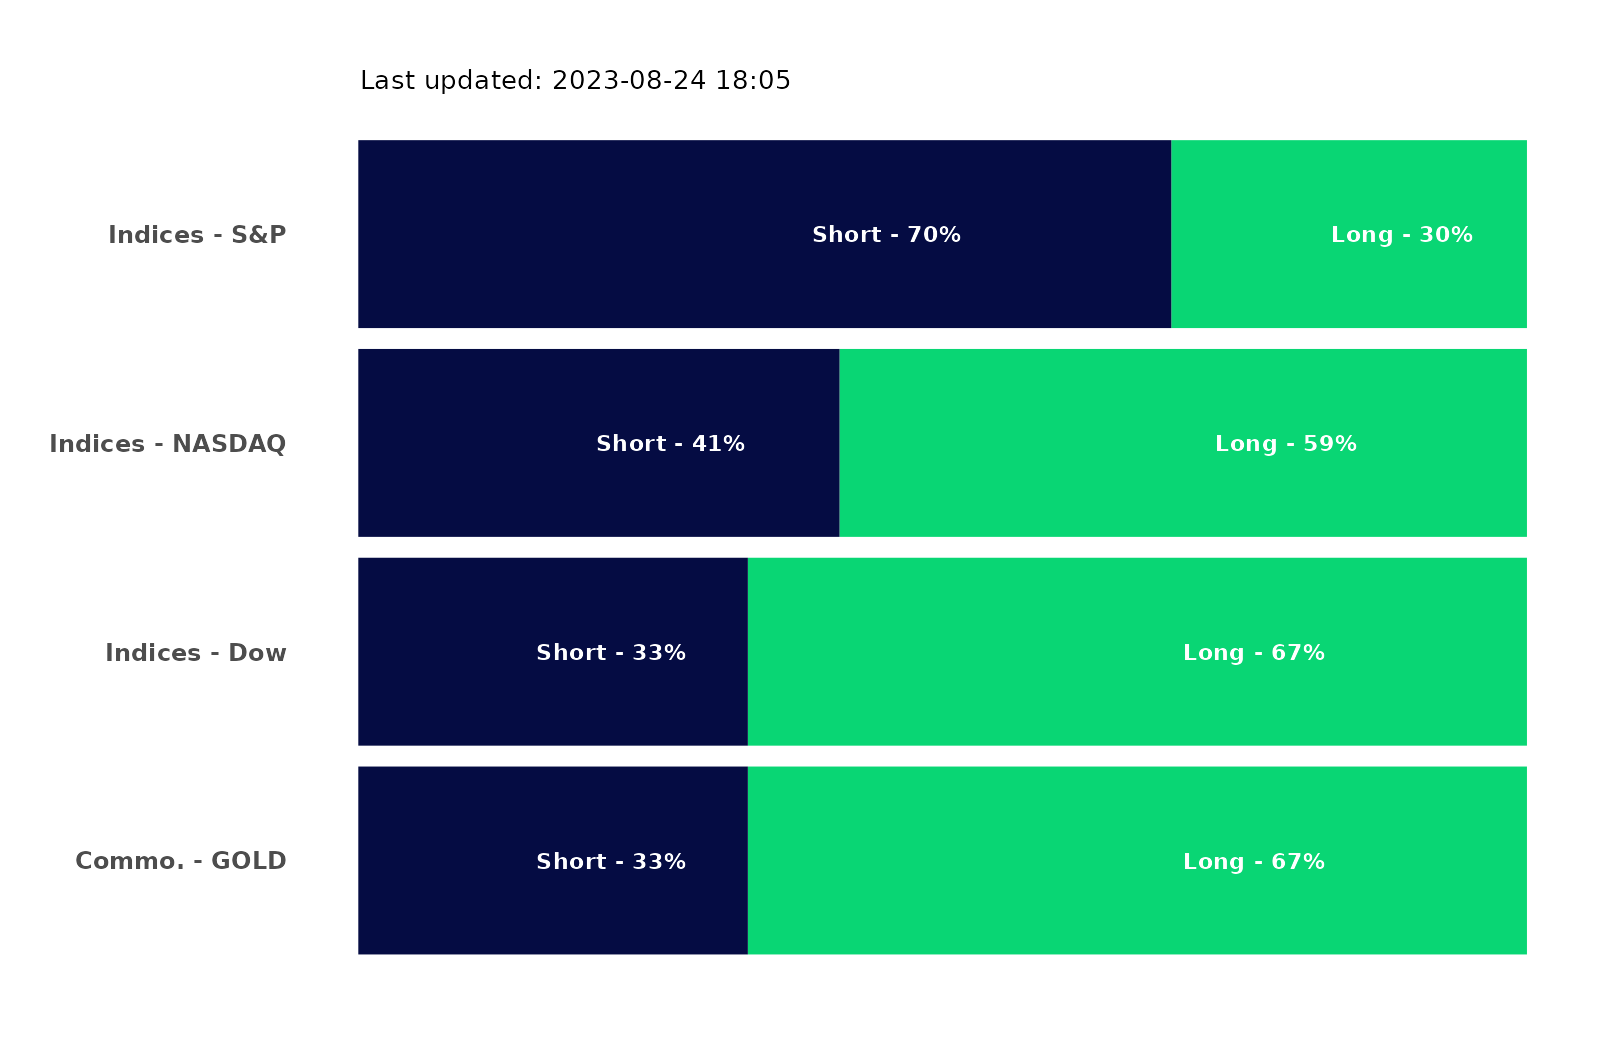 Last updated: 2023-08-24 18:05
Indices - S&P Short - 70% Long - 30%
Indices - NASDAQ Short - 41% Long - 59%
Indices - Dow Short - 33% Long - 67%
Commo. - GOLD Short - 33% Long - 67%